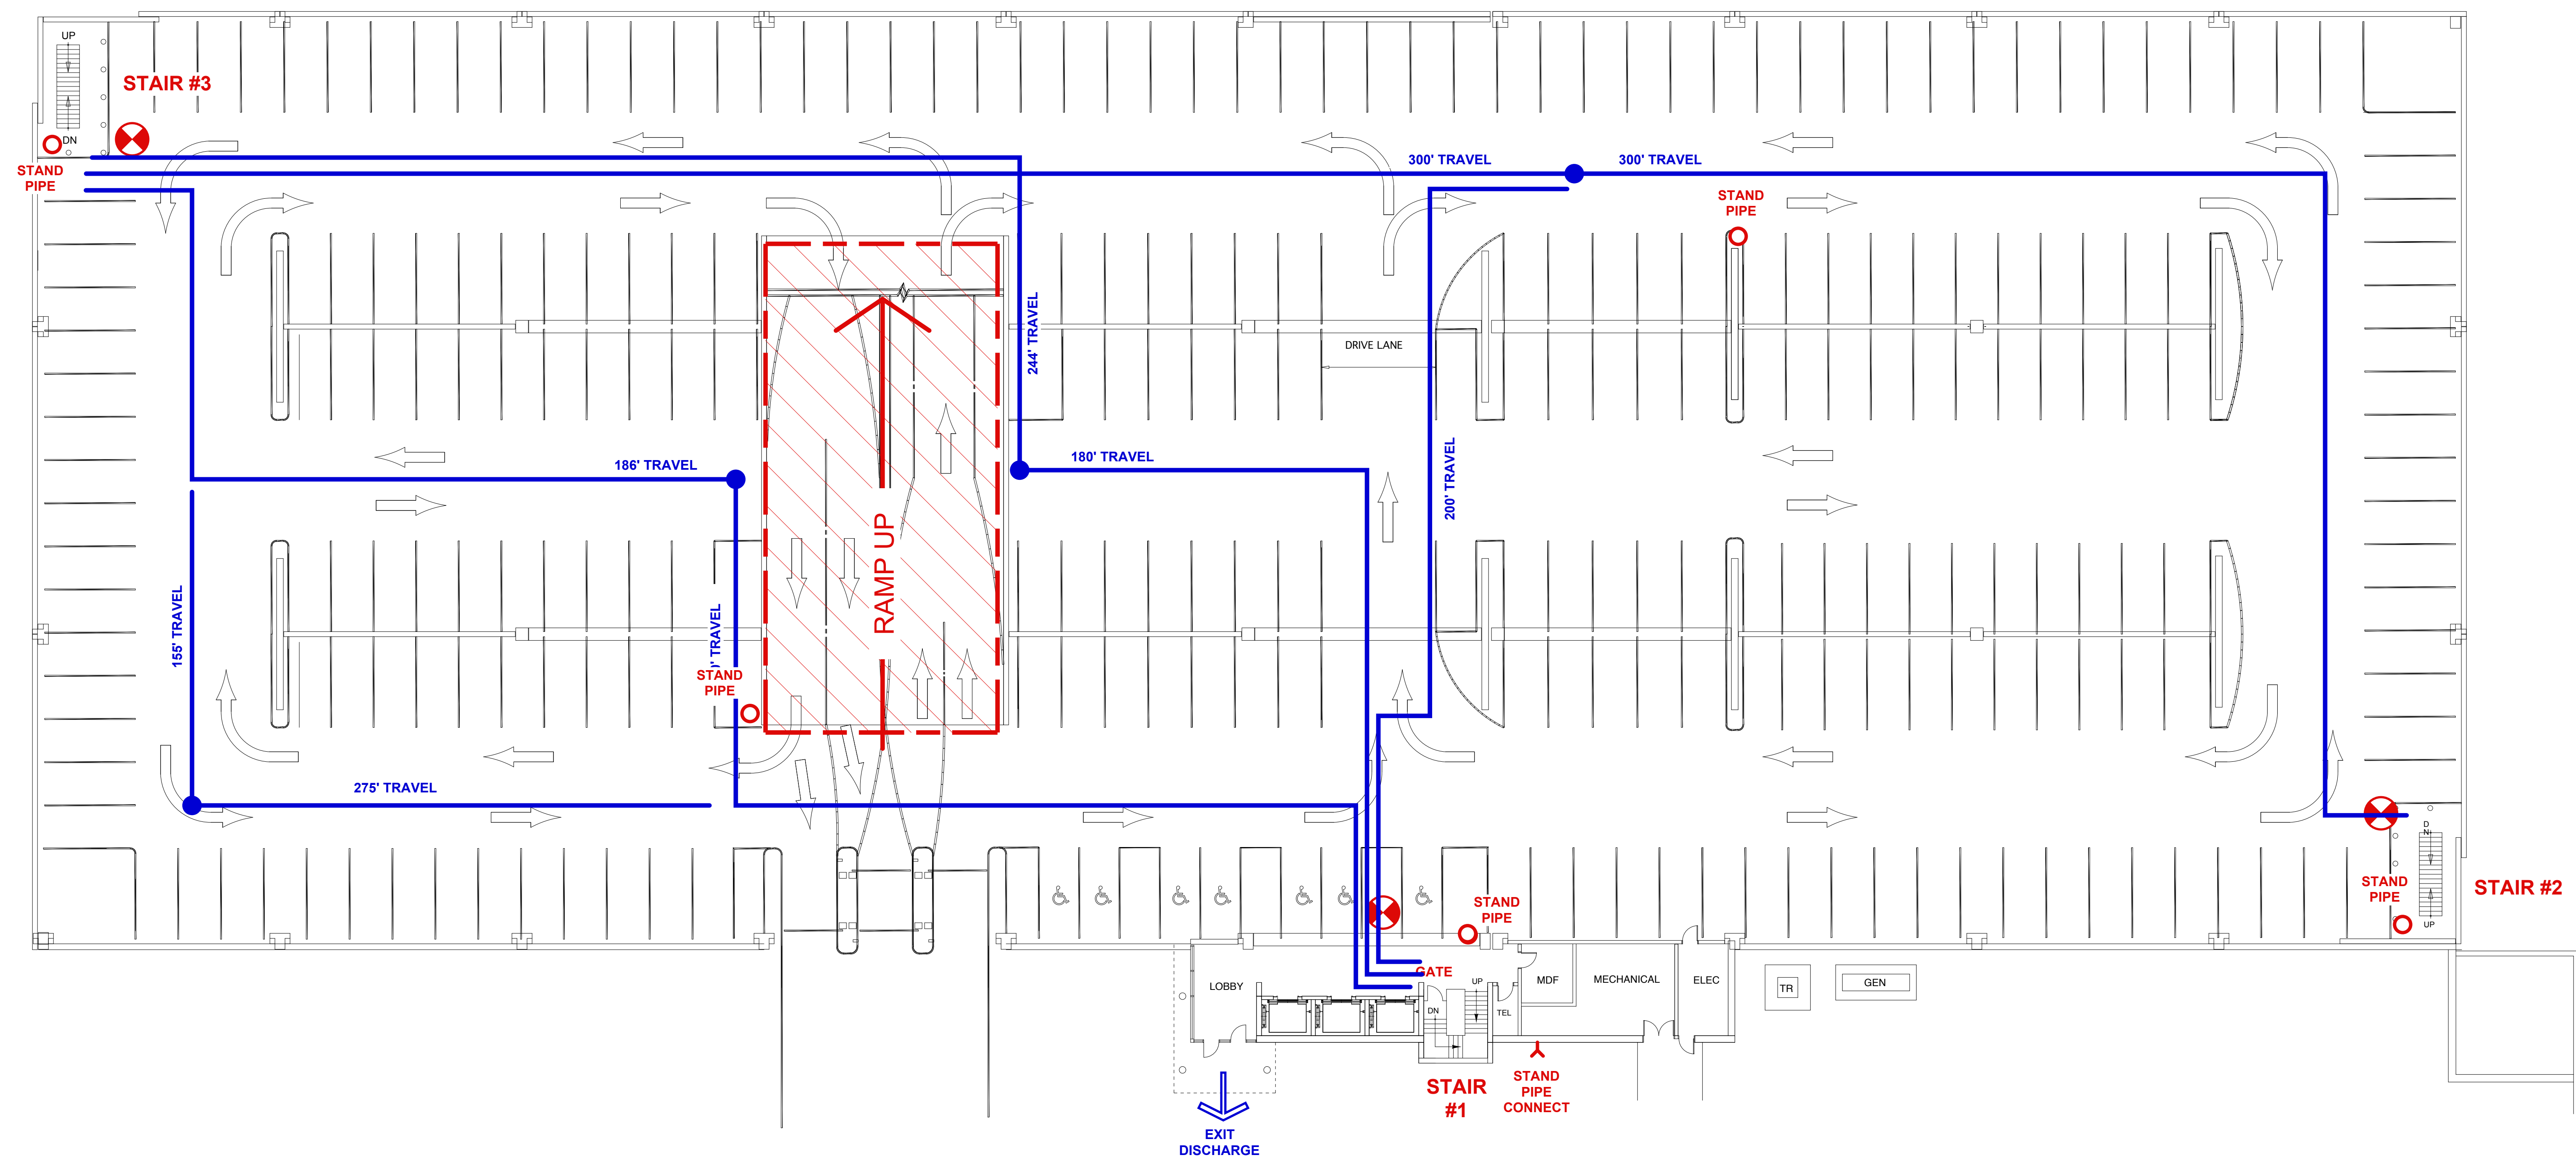 UP
STAIR #3
DN
STAND
PIPE
300' TRAVEL
300' TRAVEL
STAND
PIPE
244' TRAVEL
DRIVE LANE
186' TRAVEL
180' TRAVEL
200' TRAVEL
RAMP UP
155' TRAVEL
TRAVEL
STAND
PIPE
275' TRAVEL
D
N
STAND
PIPE
UP
STAIR #2
STAND
PIPE
GATE
LOBBY
UP
DN
TEL
MDF
MECHANICAL
ELEC
TR
GEN
STAIR
#1
STAND
PIPE
CONNECT
EXIT
DISCHARGE